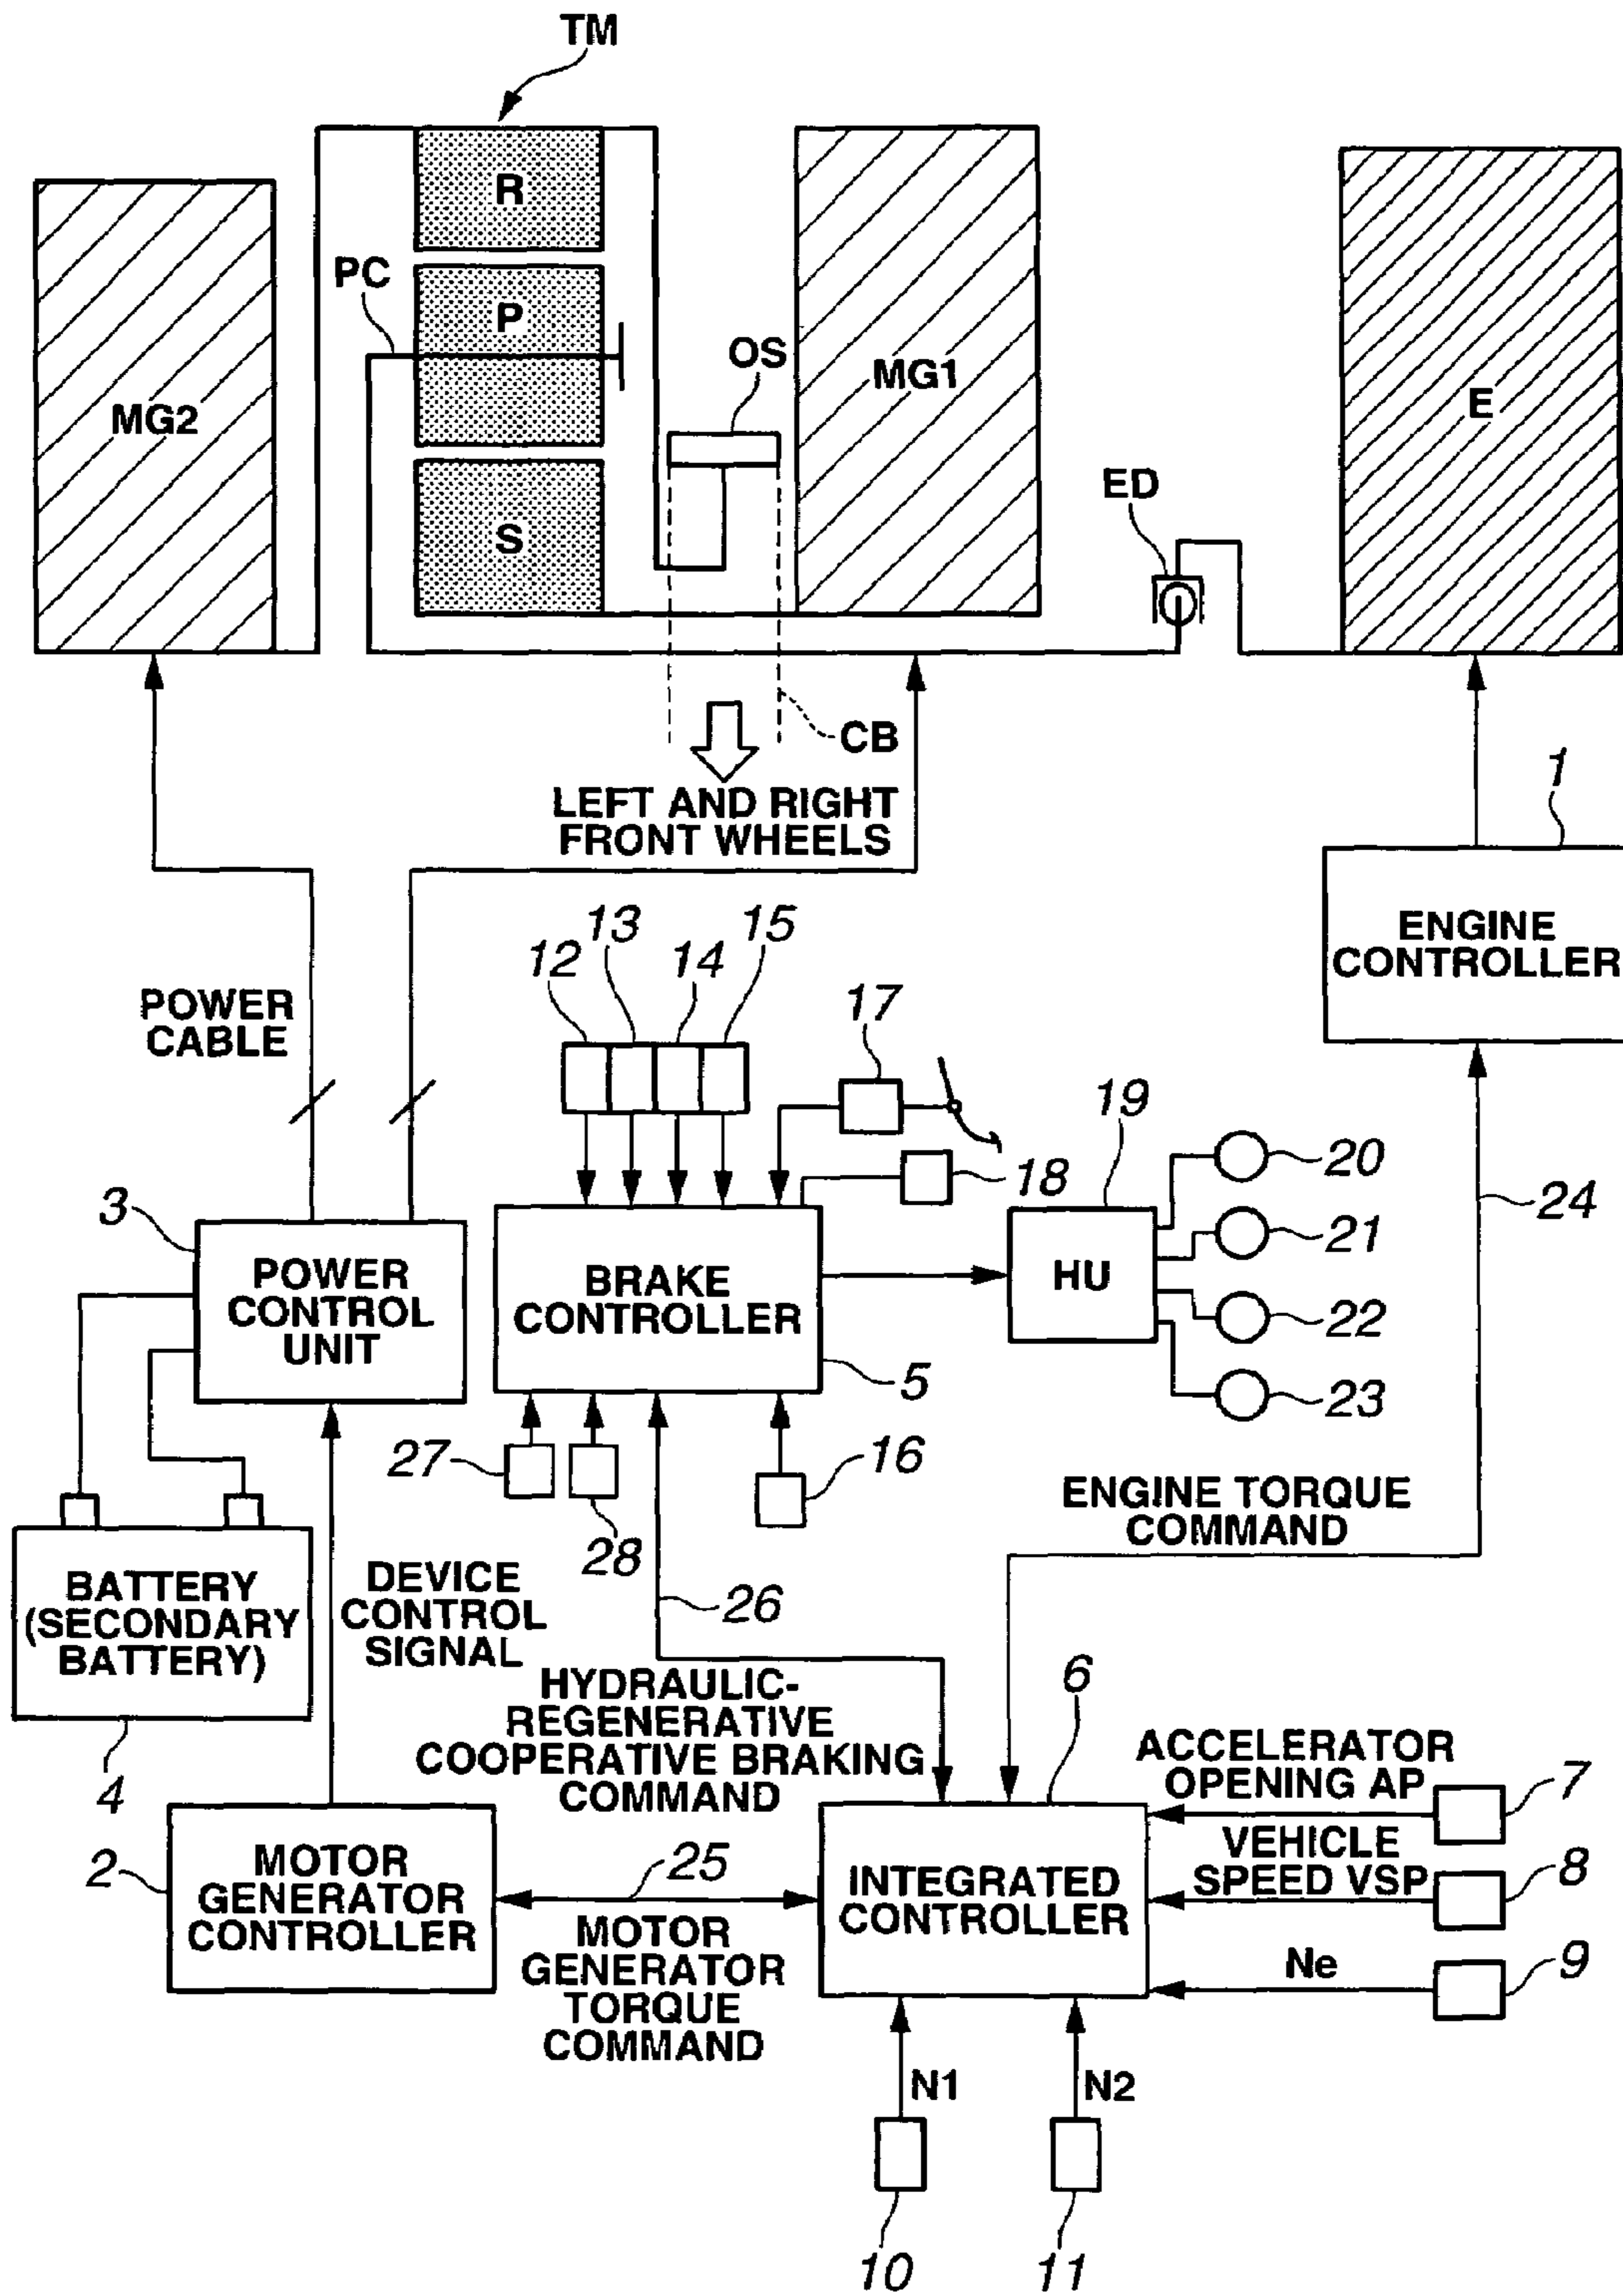 TM
R
PC
P
OS
MG1
MG2
E
ED
S
CB
LEFT AND RIGHT
FRONT WHEELS
1
ENGINE
CONTROLLER
13
15
12
14
17
POWER
CABLE
19
20
18
24
3
21
POWER
CONTROL
UNIT
BRAKE
CONTROLLER
HU
22
5
23
27
16
28
ENGINE TORQUE
COMMAND
BATTERY
(SECONDARY
BATTERY)
DEVICE
CONTROL
SIGNAL
26
4
HYDRAULIC-
REGENERATIVE
COOPERATIVE BRAKING
COMMAND
6
ACCELERATOR
OPENING AP
7
2
MOTOR
GENERATOR
CONTROLLER
25
INTEGRATED
CONTROLLER
VEHICLE
SPEED VSP
8
MOTOR
GENERATOR
TORQUE
COMMAND
Ne
9
N1
N2
10
11